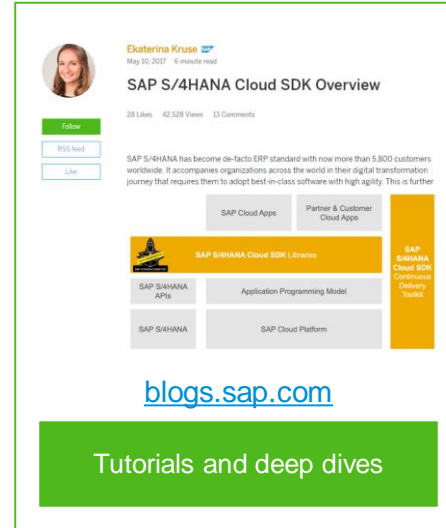 Ekaterina Kruse SAP
May 10, 2017 6 minute read
SAP S/4HANA Cloud SDK Overview
28 Likes 42,528 Views 13 Comments
Follow
RSS feed
Like
SAP S/4HANA has become de-facto ERP standard with now more than 5,800 customers
worldwide. It accompanies organizations across the world in their digital transformation
journey that requires them to adopt best-in-class software with high agility. This is further
SAP Cloud Apps
Partner & Customer
Cloud Apps
SAP S/4HANA Cloud SDK Libraries
SAP
S/4HANA
Cloud SDK
Continuous
Delivery
Toolkit
SAP S/4HANA
APIs
Application Programming Model
SAP S/4HANA
SAP Cloud Platform
blogs.sap.com
Tutorials and deep dives